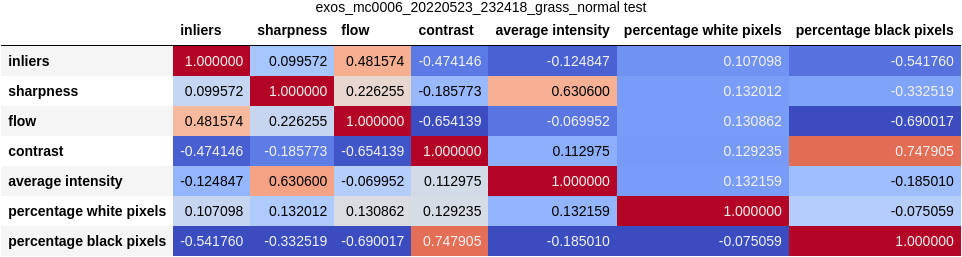 exos_mc0006_20220523_232418_grass_normal test
inliers sharpness flow contrast average intensity percentage white pixels percentage black pixels
inliers 1.000000 0.099572 0.481574 -0.474146 -0.124847 0.107098 -0.541760
sharpness 0.099572 1.000000 0.226255 -0.185773 0.630600 0.132012 -0.332519
flow 0.481574 0.226255 1.000000 -0.654139 -0.069952 0.130862 -0.690017
contrast -0.474146 -0.185773 -0.654139 1.000000 0.112975 0.129235 0.747905
average intensity -0.124847 0.630600 -0.069952 0.112975 1.000000 0.132159 -0.185010
percentage white pixels 0.107098 0.132012 0.130862 0.129235 0.132159 1.000000 -0.075059
percentage black pixels -0.541760 -0.332519 -0.690017 0.747905 -0.185010 -0.075059 1.000000